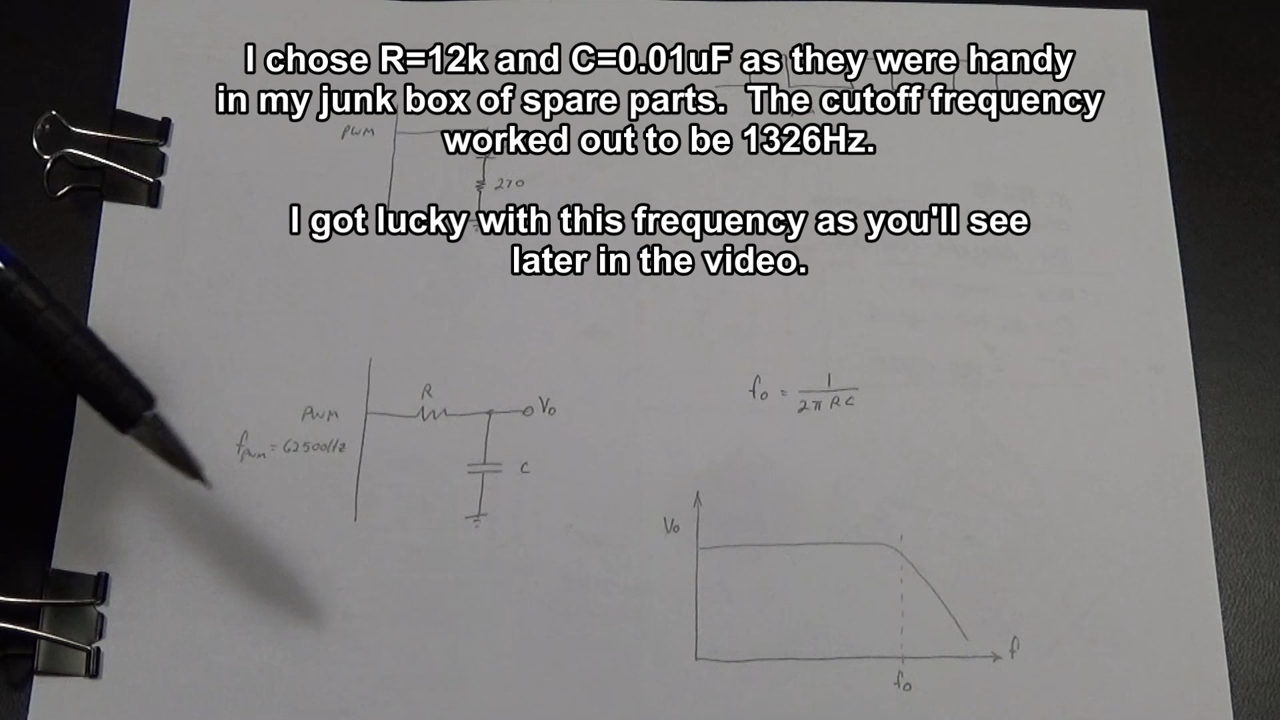 I chose R=12k and C=0.01uF as they were handy
in my junk box of spare parts.  The cutoff frequency
worked out to be 1326Hz.
PWM
270
I got lucky with this frequency as you'll see
later in the video.
R
PWM
Vo
fpwm = 62500Hz
C
fo = 1
2πRC
Vo
f
fo